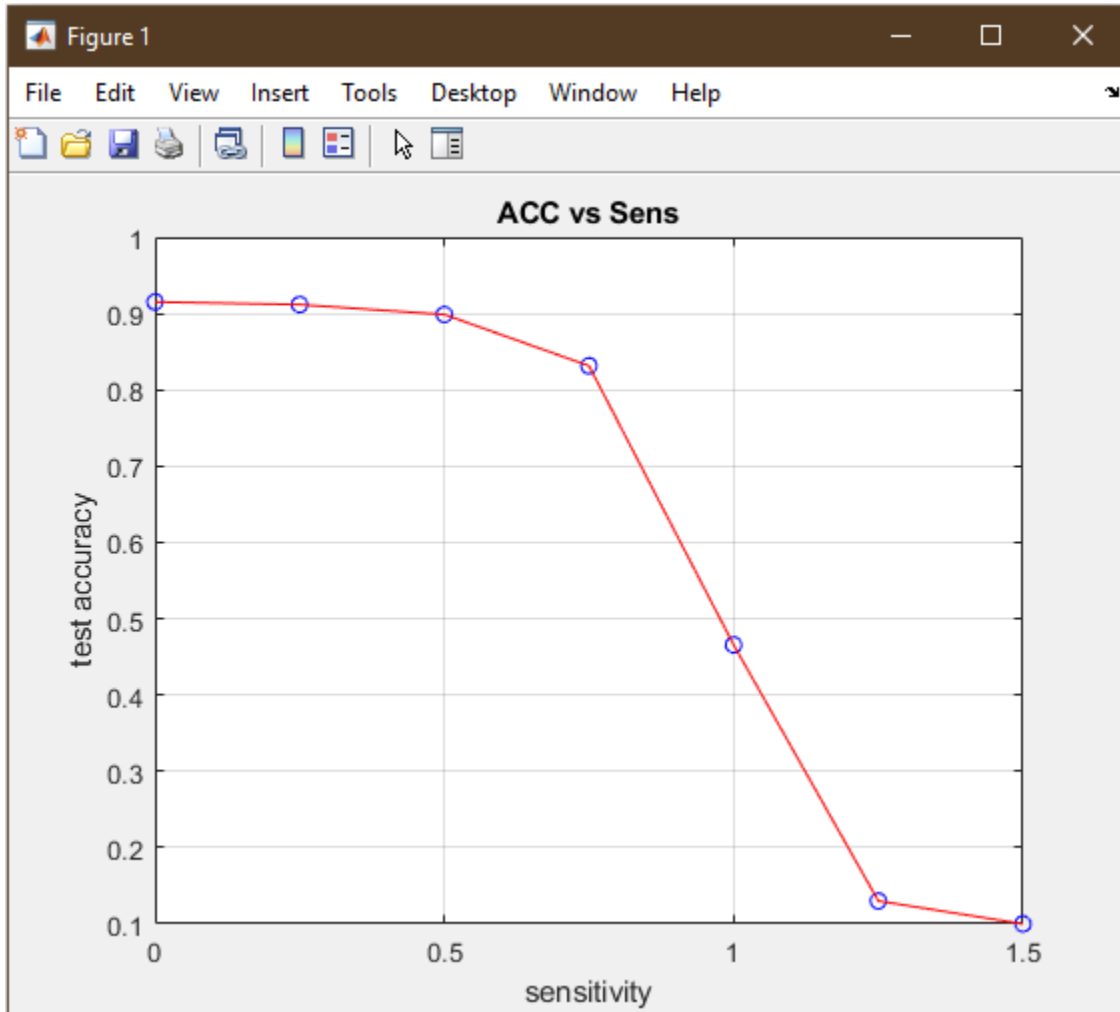 Figure 1
File Edit View Insert Tools Desktop Window Help
ACC vs Sens
1
0.9
0.8
0.7
0.6
0.5
0.4
0.3
0.2
0.1
test accuracy
0 0.5 1 1.5
sensitivity